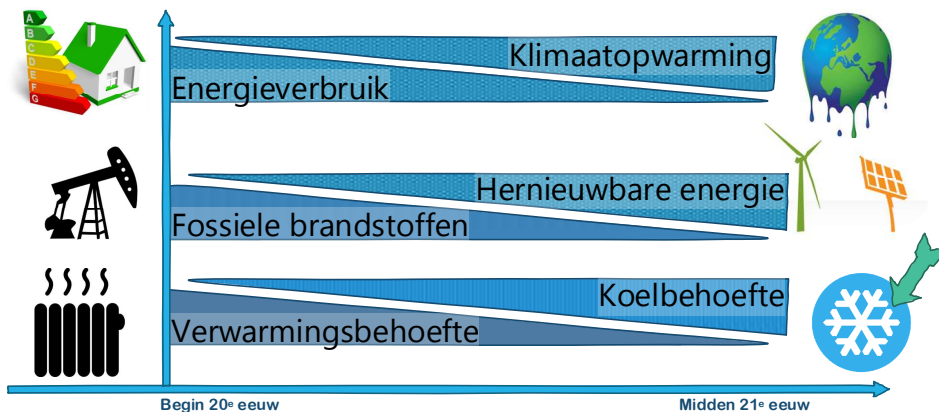 A
B
C
D
E
F
G
Klimaatopwarming
Energieverbruik
Hernieuwbare energie
Fossiele brandstoffen
Koelbehoefte
Verwarmingsbehoefte
Begin 20e eeuw
Midden 21e eeuw